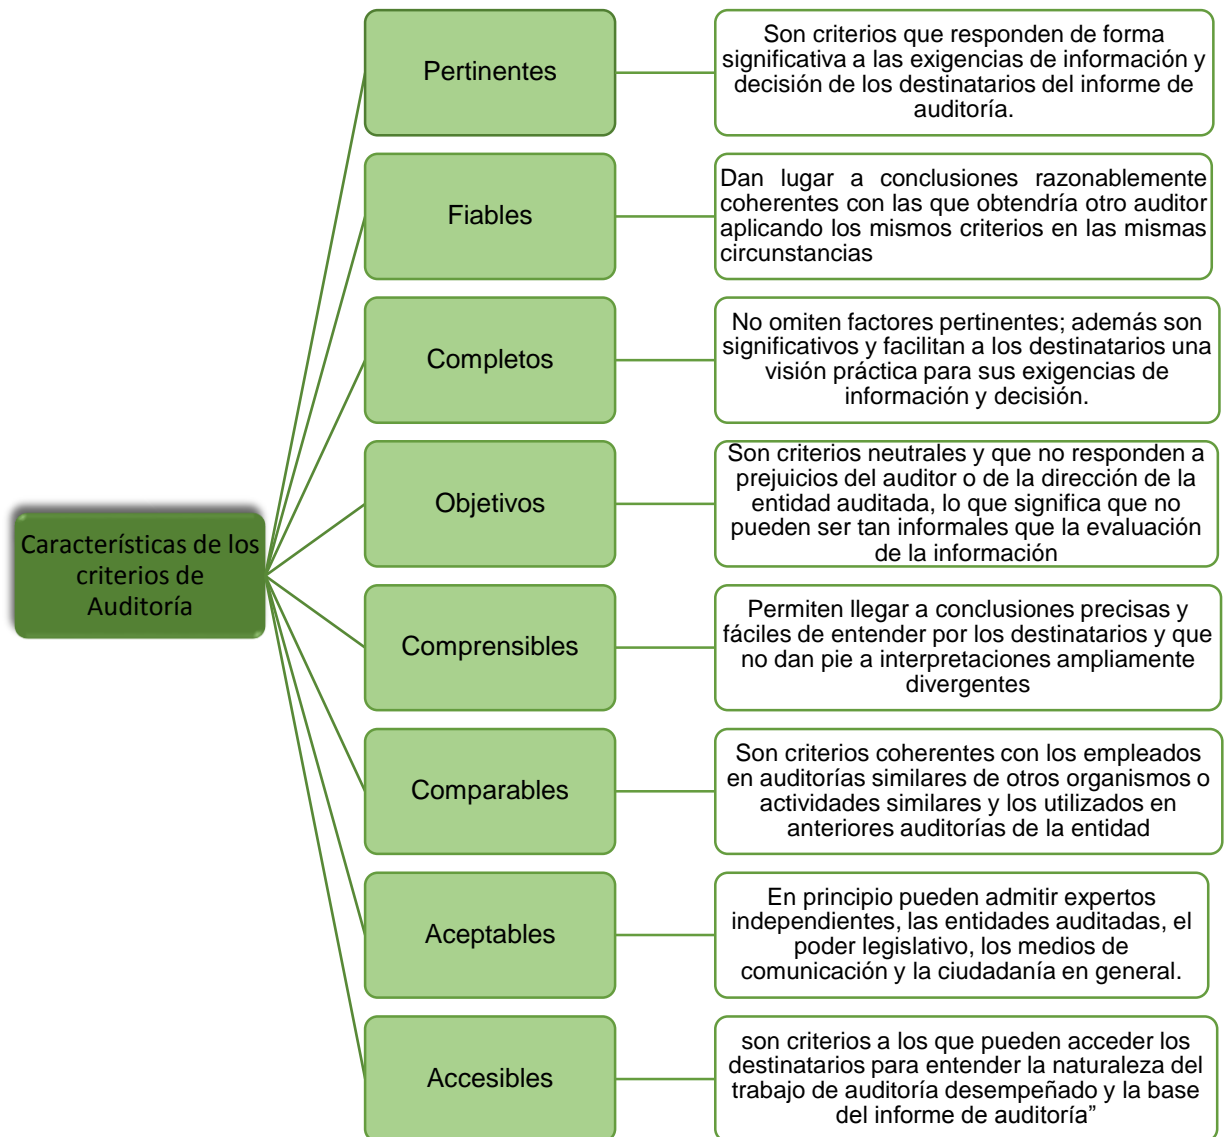 Características de los
criterios de
Auditoría
Pertinentes
Son criterios que responden de forma
significativa a las exigencias de información y
decisión de los destinatarios del informe de
auditoría.
Fiables
Dan lugar a conclusiones razonablemente
coherentes con las que obtendría otro auditor
aplicando los mismos criterios en las mismas
circunstancias
Completos
No omiten factores pertinentes; además son
significativos y facilitan a los destinatarios una
visión práctica para sus exigencias de
información y decisión.
Objetivos
Son criterios neutrales y que no responden a
prejuicios del auditor o de la dirección de la
entidad auditada, lo que significa que no
pueden ser tan informales que la evaluación
de la información
Comprensibles
Permiten llegar a conclusiones precisas y
fáciles de entender por los destinatarios y que
no dan pie a interpretaciones ampliamente
divergentes
Comparables
Son criterios coherentes con los empleados
en auditorías similares de otros organismos o
actividades similares y los utilizados en
anteriores auditorías de la entidad
Aceptables
En principio pueden admitir expertos
independientes, las entidades auditadas, el
poder legislativo, los medios de
comunicación y la ciudadanía en general.
Accesibles
son criterios a los que pueden acceder los
destinatarios para entender la naturaleza del
trabajo de auditoría desempeñado y la base
del informe de auditoría”